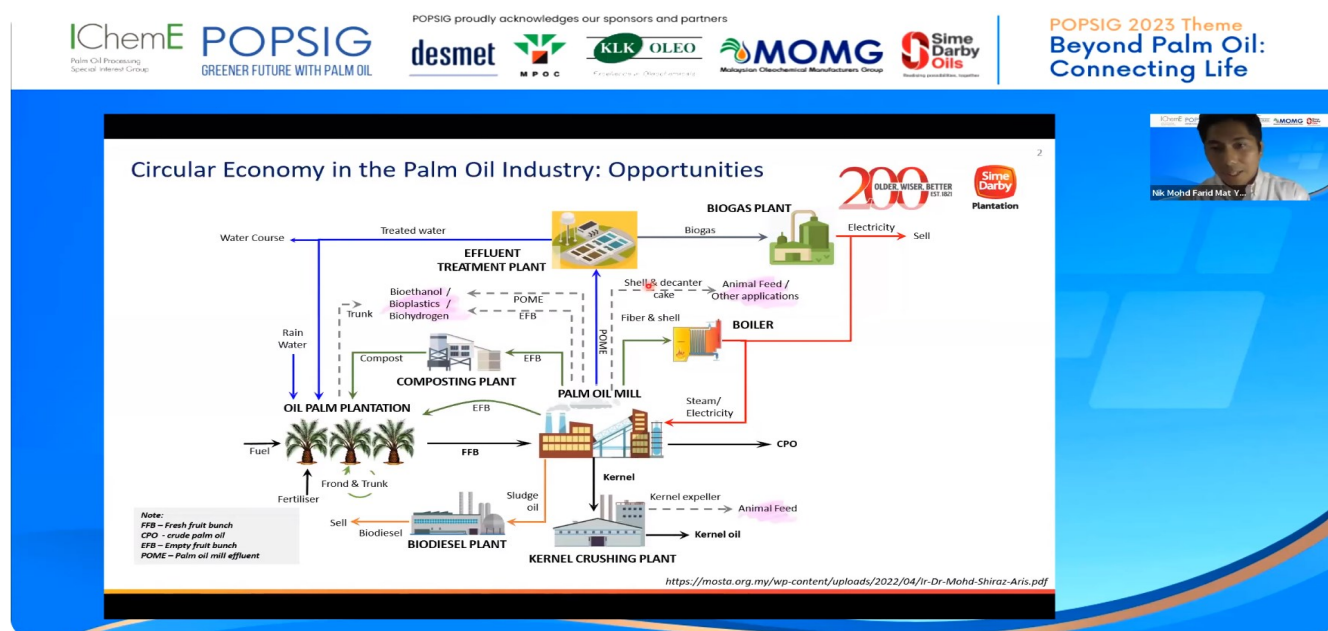 IChemE
Palm Oil Processing
Special Interest Group
POPSIG
GREENER FUTURE WITH PALM OIL
POPSIG proudly acknowledges our sponsors and partners
desmet
MPOC
KLK OLEO
MOMG
Malaysian Oleochemical Manufacturers Group
Sime
Darby
Oils
Realising possibilities, together
POPSIG 2023 Theme
Beyond Palm Oil:
Connecting Life
2
Circular Economy in the Palm Oil Industry: Opportunities
200
OLDER, WISER, BETTER
EST. 1821
Sime
Darby
Plantation
MOMG
Nik Mohd Farid Mat Y...
BIOGAS PLANT
Water Course
Treated water
Biogas
Electricity
Sell
EFFLUENT
TREATMENT PLANT
Shell & decanter
cake
Animal Feed /
Other applications
Bioethanol /
Bioplastics /
Biohydrogen
POME
EFB
Trunk
Fiber & shell
BOILER
POME
Rain
Water
Compost
EFB
COMPOSTING PLANT
PALM OIL MILL
Steam/
Electricity
OIL PALM PLANTATION
EFB
Fuel
FFB
CPO
Frond & Trunk
Fertiliser
Kernel
Sludge
oil
Kernel expeller
Animal Feed
Sell
Biodiesel
BIODIESEL PLANT
Kernel oil
KERNEL CRUSHING PLANT
Note:
FFB – Fresh fruit bunch
CPO - crude palm oil
EFB – Empty fruit bunch
POME – Palm oil mill effluent
https://mosta.org.my/wp-content/uploads/2022/04/Ir-Dr-Mohd-Shiraz-Aris.pdf